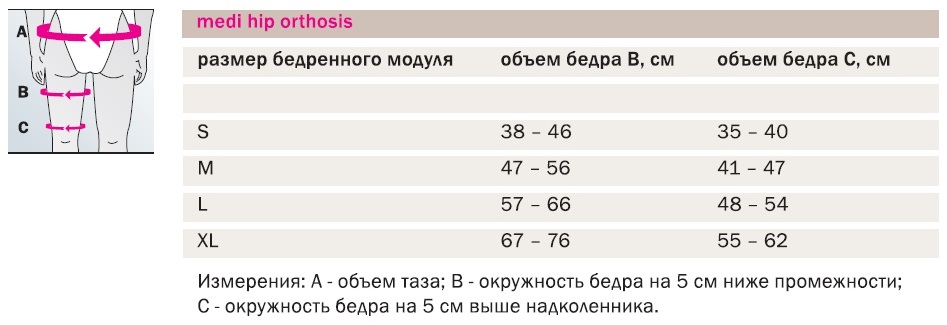 A
B
C
medi hip orthosis
размер бедренного модуля объем бедра B, см объем бедра C, см
S 38 – 46 35 – 40
M 47 – 56 41 – 47
L 57 – 66 48 – 54
XL 67 – 76 55 – 62
Измерения: A - объем таза; B - окружность бедра на 5 см ниже промежности;
C - окружность бедра на 5 см выше надколенника.